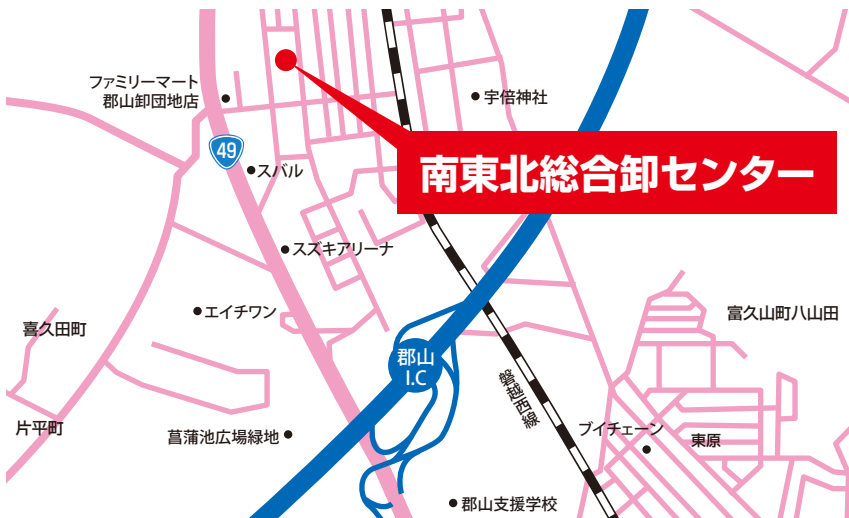 ファミリーマート
郡山卸団地店
宇倍神社
49
南東北総合卸センター
スバル
スズキアリーナ
エイチワン
富久山町八山田
喜久田町
郡山
I.C
磐越西線
片平町
菖蒲池広場緑地
ブイチェーン
東原
郡山支援学校